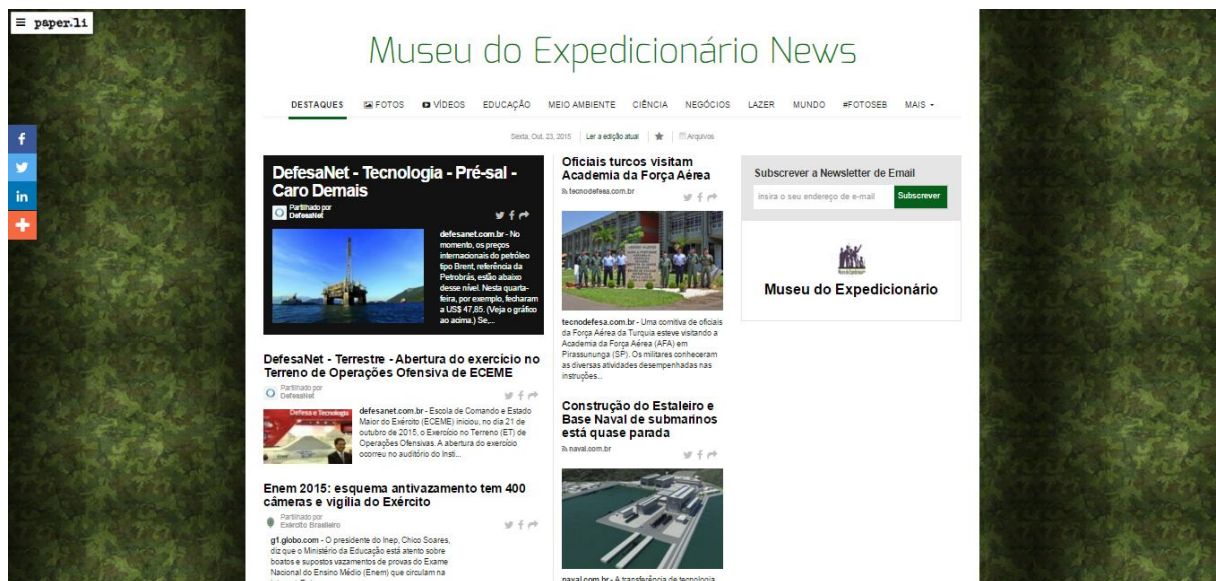 ≡ paper.li
Museu do Expedicionário News
DESTAQUES FOTOS VÍDEOS EDUCAÇÃO MEIO AMBIENTE CIÊNCIA NEGÓCIOS LAZER MUNDO #FOTOSEB MAIS
Sexta, Out. 23, 2015 | Ler a edição atual | Arquivos
f
in
+
DefesaNet - Tecnologia - Pré-sal -
Caro Demais
Partilhado por
DefesaNet
defesanet.com.br - No
momento, os preços
internacionais do petróleo
tipo Brent, referência da
Petrobrás, estão abaixo
desse nível. Nesta quarta-
feira, por exemplo, fecharam
a US$ 47,85. (Veja o gráfico
ao acima.) Se,...
DefesaNet - Terrestre - Abertura do exercício no
Terreno de Operações Ofensiva de ECEME
Partilhado por
DefesaNet
Defesa e Tecnologia
defesanet.com.br - Escola de Comando e Estado
Maior do Exército (ECEME) iniciou, no dia 21 de
outubro de 2015, o Exercício no Terreno (ET) de
Operações Ofensivas. A abertura do exercício
ocorreu no auditório do Insti...
Enem 2015: esquema antivazamento tem 400
câmeras e vigília do Exército
Partilhado por
Exército Brasileiro
g1.globo.com - O presidente do Inep, Chico Soares,
diz que o Ministério da Educação está atento sobre
boatos e supostos vazamentos de provas do Exame
Nacional do Ensino Médio (Enem) que circulam na
Oficiais turcos visitam
Academia da Força Aérea
tecnodefesa.com.br
tecnodefesa.com.br - Uma comitiva de oficiais
da Força Aérea da Turquia esteve visitando a
Academia da Força Aérea (AFA) em
Pirassununga (SP). Os militares conheceram
as diversas atividades desempenhadas nas
instruções...
Construção do Estaleiro e
Base Naval de submarinos
está quase parada
naval.com.br
naval.com.br - A transferência de tecnologia
Subscrever a Newsletter de Email
insira o seu endereço de e-mail Subscrever
Museu do Expedicionário